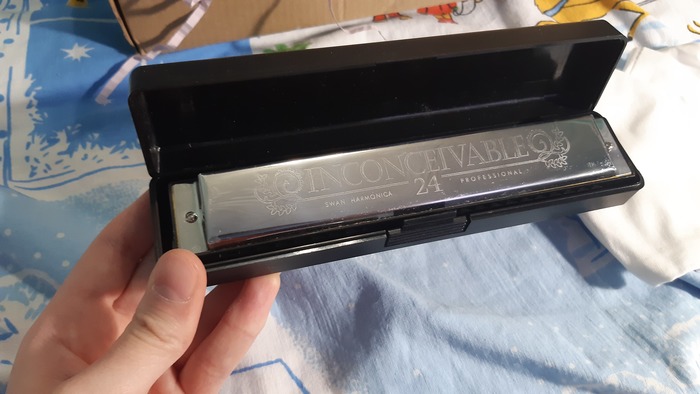 INCONCEIVABLE
24
SWAN HARMONICA
PROFESSIONAL